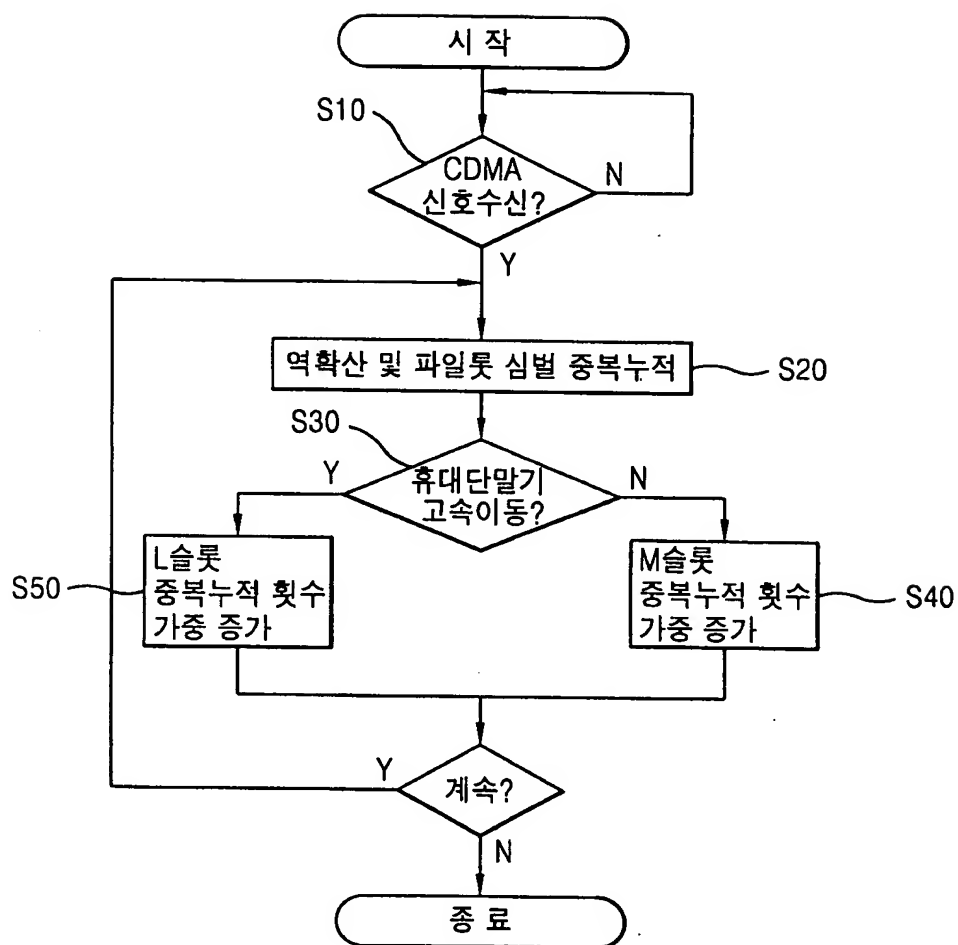 시 작
S10
CDMA
신호수신?
N
Y
역확산 및 파일롯 심벌 중복누적
S20
S30
Y
휴대단말기
고속이동?
N
L슬롯
중복누적 횟수
가중 증가
S50
M슬롯
중복누적 횟수
가중 증가
S40
Y
계속?
N
종 료